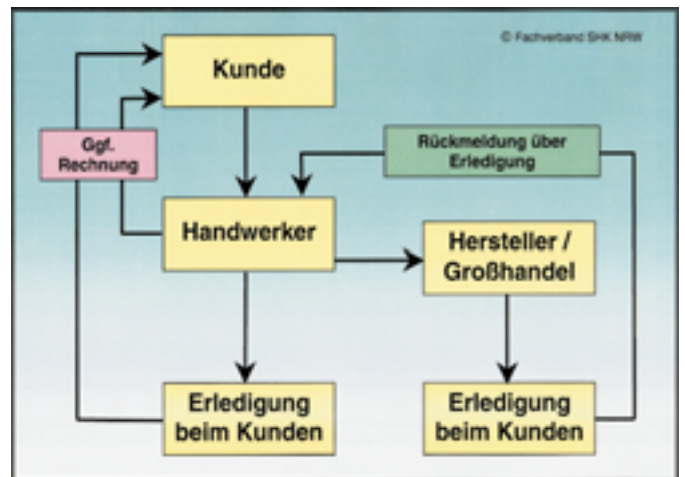 © Fachverband SHK NRW
Kunde
Ggf.
Rechnung
Rückmeldung über
Erledigung
Handwerker
Hersteller /
Großhandel
Erledigung
beim Kunden
Erledigung
beim Kunden